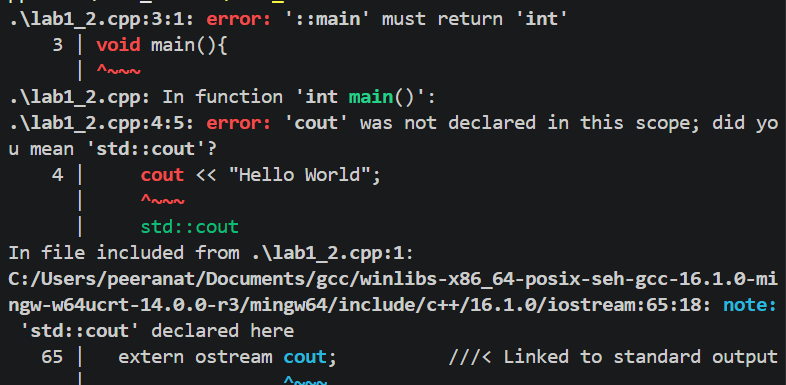 .\lab1_2.cpp:3:1: error: '::main' must return 'int'
    3 | void main(){
      | ^~~~
.\lab1_2.cpp: In function 'int main()':
.\lab1_2.cpp:4:5: error: 'cout' was not declared in this scope; did yo
u mean 'std::cout'?
    4 |     cout << "Hello World";
      |     ^~~~
      |     std::cout
In file included from .\lab1_2.cpp:1:
C:/Users/peeranat/Documents/gcc/winlibs-x86_64-posix-seh-gcc-16.1.0-mi
ngw-w64ucrt-14.0.0-r3/mingw64/include/c++/16.1.0/iostream:65:18: note:
 'std::cout' declared here
   65 |   extern ostream cout;          ///< Linked to standard output
      |                  ^~~~